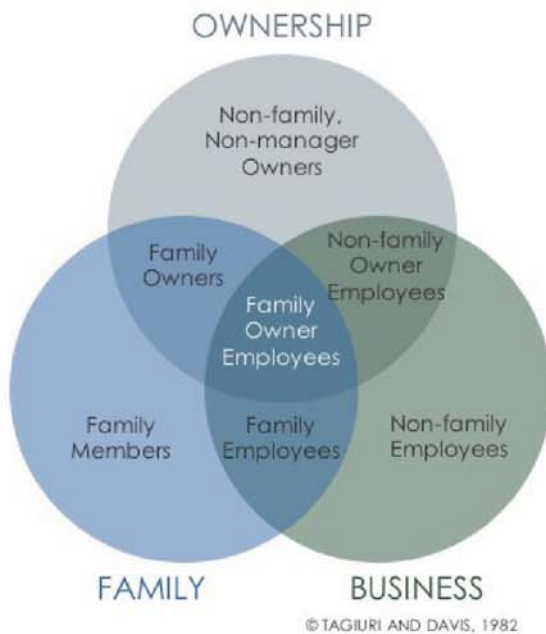 OWNERSHIP
Non-family,
Non-manager
Owners
Family
Owners
Non-family
Owner
Employees
Family
Owner
Employees
Family
Members
Family
Employees
Non-family
Employees
FAMILY
BUSINESS
© TAGIURI AND DAVIS, 1982